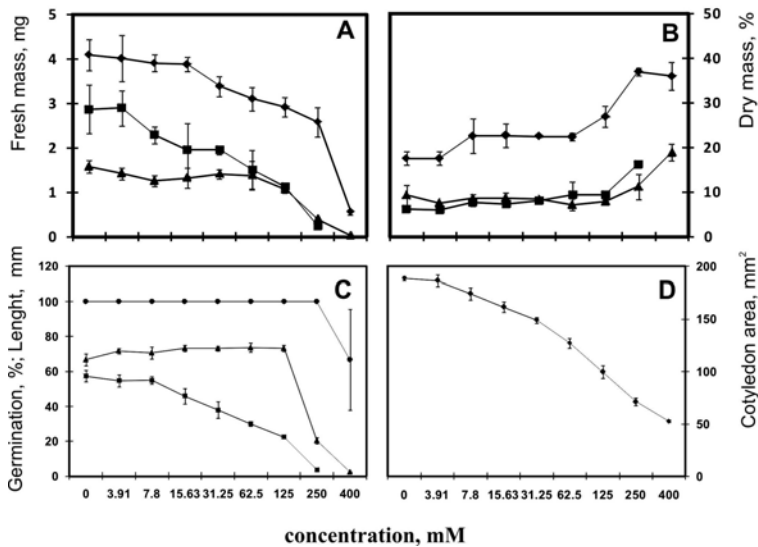 A
B
Fresh mass, mg
5
4
3
2
1
0
50
40
30
20
10
0
Dry mass, %
C
D
Germination, %; Lenght, mm
120
100
80
60
40
20
0
200
150
100
50
0
Cotyledon area, mm²
0 3.91 7.8 15.63 31.25 62.5 125 250 400
0 3.91 7.8 15.63 31.25 62.5 125 250 400
concentration, mM